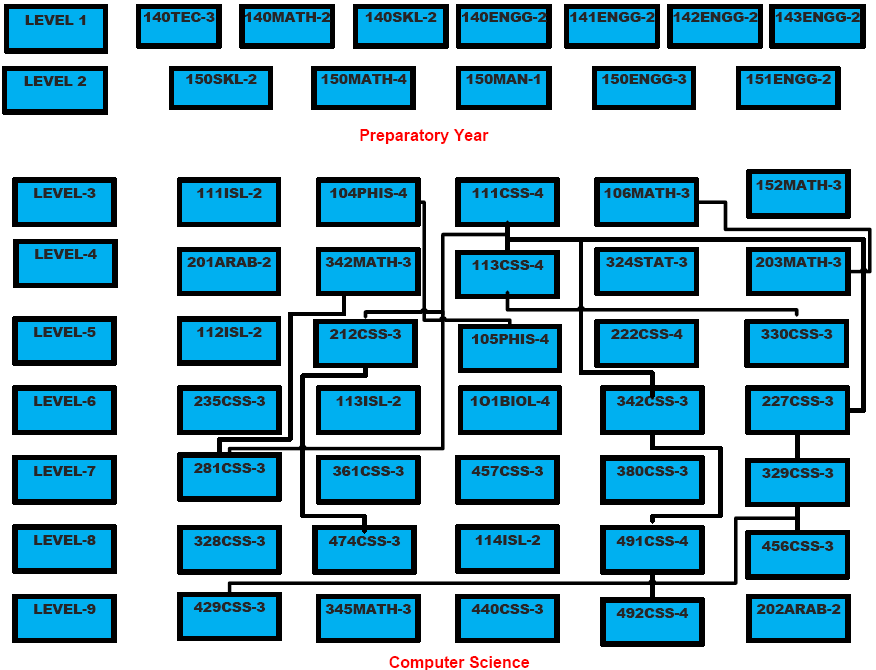 LEVEL 1 140TEC-3 140MATH-2 140SKL-2 140ENGG-2 141ENGG-2 142ENGG-2 143ENGG-2
LEVEL 2 150SKL-2 150MATH-4 150MAN-1 150ENGG-3 151ENGG-2
Preparatory Year
LEVEL-3 111ISL-2 104PHIS-4 111CSS-4 106MATH-3 152MATH-3
LEVEL-4 201ARAB-2 342MATH-3 113CSS-4 324STAT-3 203MATH-3
LEVEL-5 112ISL-2 212CSS-3 105PHIS-4 222CSS-4 330CSS-3
LEVEL-6 235CSS-3 113ISL-2 1O1BIOL-4 342CSS-3 227CSS-3
LEVEL-7 281CSS-3 361CSS-3 457CSS-3 380CSS-3 329CSS-3
LEVEL-8 328CSS-3 474CSS-3 114ISL-2 491CSS-4 456CSS-3
LEVEL-9 429CSS-3 345MATH-3 440CSS-3 492CSS-4 202ARAB-2
Computer Science